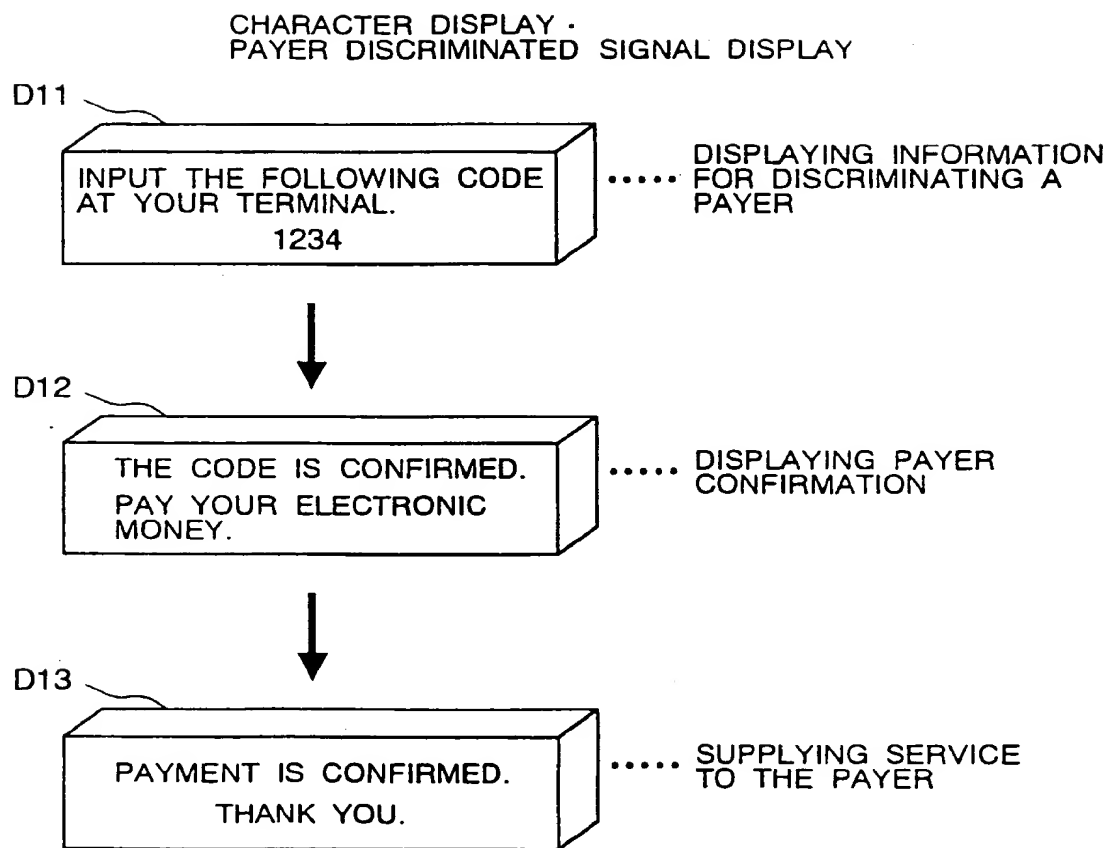 CHARACTER DISPLAY ·
PAYER DISCRIMINATED SIGNAL DISPLAY
D11
INPUT THE FOLLOWING CODE
AT YOUR TERMINAL.
1234
····· DISPLAYING INFORMATION
FOR DISCRIMINATING A
PAYER
D12
THE CODE IS CONFIRMED.
PAY YOUR ELECTRONIC
MONEY.
····· DISPLAYING PAYER
CONFIRMATION
D13
PAYMENT IS CONFIRMED.
THANK YOU.
····· SUPPLYING SERVICE
TO THE PAYER